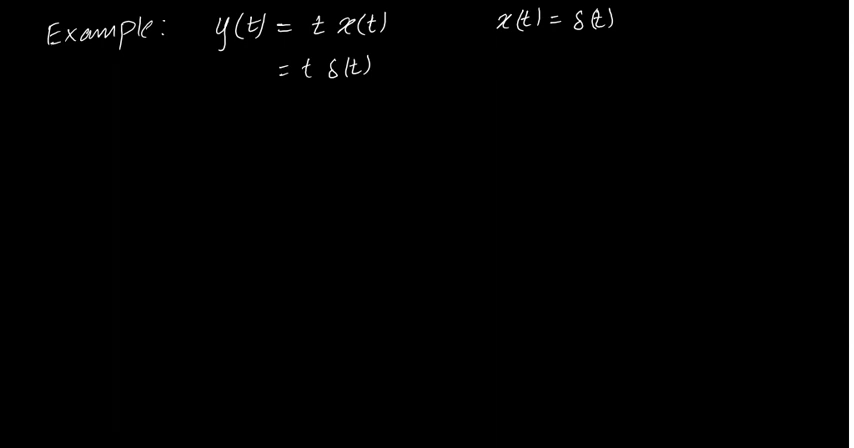 Example: y(t) = t x(t) x(t) = δ(t)
= t δ(t)